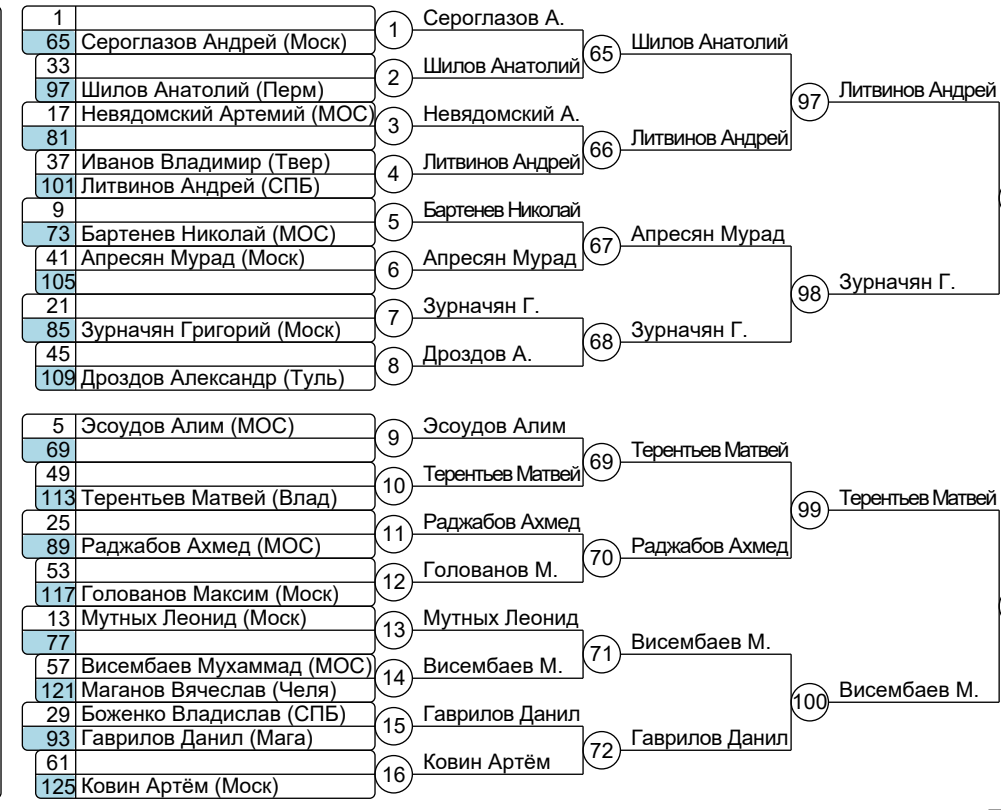 1
65 Сероглазов Андрей (Моск)
33
97 Шилов Анатолий (Перм)
17 Невядомский Артемий (МОС)
81
37 Иванов Владимир (Твер)
101 Литвинов Андрей (СПБ)
9
73 Бартенев Николай (МОС)
41 Апресян Мурад (Моск)
105
21
85 Зурначян Григорий (Моск)
45
109 Дроздов Александр (Туль)
5 Эсоудов Алим (МОС)
69
49
113 Терентьев Матвей (Влад)
25
89 Раджабов Ахмед (МОС)
53
117 Голованов Максим (Моск)
13 Мутных Леонид (Моск)
77
57 Висембаев Мухаммад (МОС)
121 Маганов Вячеслав (Челя)
29 Боженко Владислав (СПБ)
93 Гаврилов Данил (Мага)
61
125 Ковин Артём (Моск)
1 Сероглазов А.
2 Шилов Анатолий
3 Невядомский А.
4 Литвинов Андрей
5 Бартенев Николай
6 Апресян Мурад
7 Зурначян Г.
8 Дроздов А.
9 Эсоудов Алим
10 Терентьев Матвей
11 Раджабов Ахмед
12 Голованов М.
13 Мутных Леонид
14 Висембаев М.
15 Гаврилов Данил
16 Ковин Артём
65 Шилов Анатолий
66 Литвинов Андрей
67 Апресян Мурад
68 Зурначян Г.
69 Терентьев Матвей
70 Раджабов Ахмед
71 Висембаев М.
72 Гаврилов Данил
97 Литвинов Андрей
98 Зурначян Г.
99 Терентьев Матвей
100 Висембаев М.